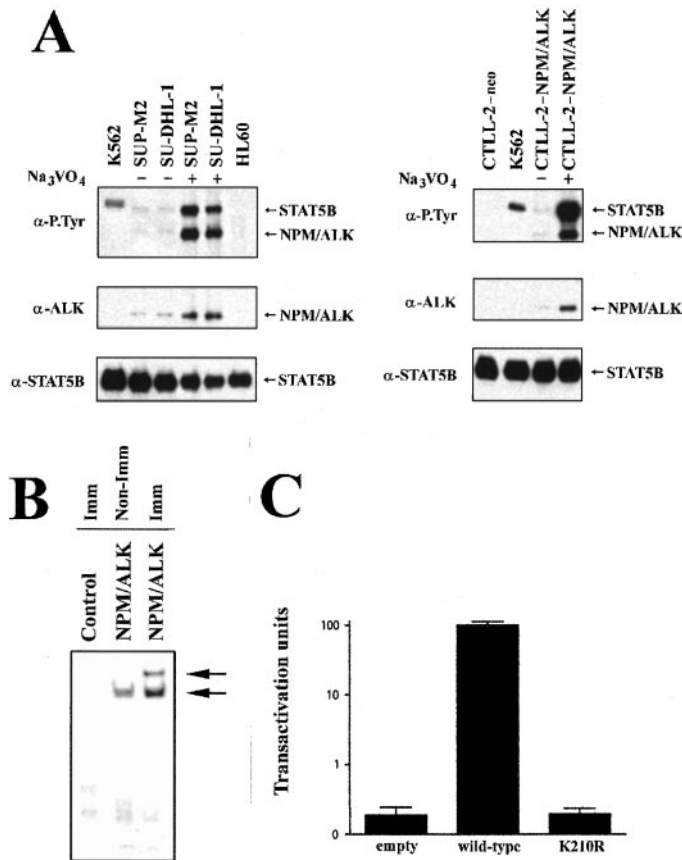 A
K562
SUP-M2
SU-DHL-1
SUP-M2
SU-DHL-1
HL60
Na3VO4 − − + +
α-P.Tyr
←STAT5B
←NPM/ALK
α-ALK
←NPM/ALK
α-STAT5B
←STAT5B
CTLL-2-neo
K562
CTLL-2-NPM/ALK
CTLL-2-NPM/ALK
Na3VO4 − +
α-P.Tyr
←STAT5B
←NPM/ALK
α-ALK
←NPM/ALK
α-STAT5B
←STAT5B
B
Imm
Non-Imm
Imm
Control
NPM/ALK
NPM/ALK
C
Transactivation units
100
10
1
0
empty wild-type K210R